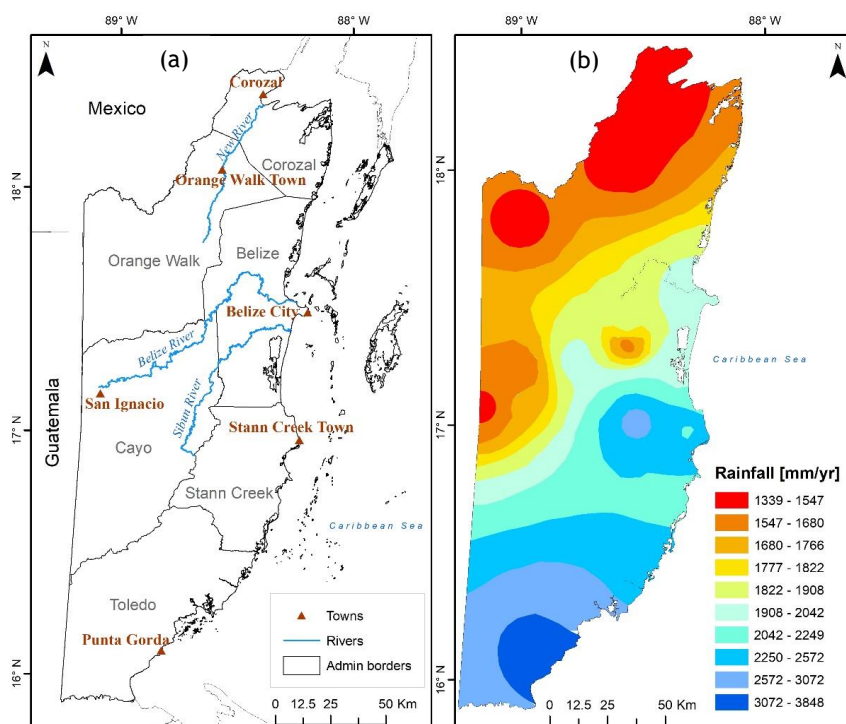 89° W
88° W
N
(a)
Corozal
Mexico
New River
Corozal
Orange Walk Town
18° N
Orange Walk
Belize
Belize City
Belize River
San Ignacio
Sibun River
17° N
Guatemala
Cayo
Stann Creek Town
Stann Creek
Caribbean Sea
Toledo
Punta Gorda
16° N
Towns
Rivers
Admin borders
0 12.5 25 50 Km
89° W
88° W
(b)
N
18° N
Caribbean Sea
17° N
16° N
Rainfall [mm/yr]
1339 - 1547
1547 - 1680
1680 - 1766
1777 - 1822
1822 - 1908
1908 - 2042
2042 - 2249
2250 - 2572
2572 - 3072
3072 - 3848
0 12.5 25 50 Km